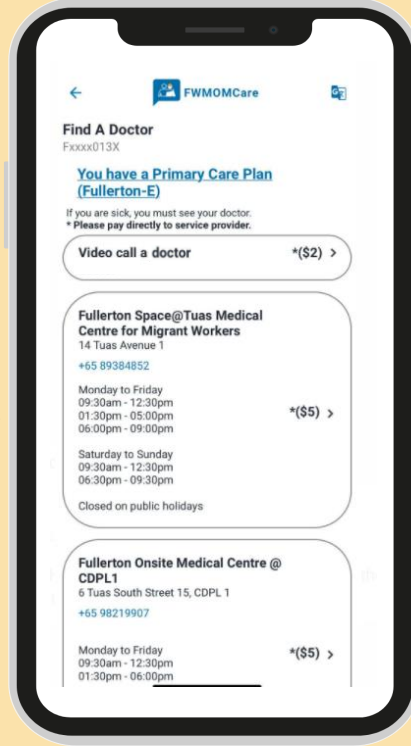 FWMOMCare
Find A Doctor
Fxxxx013X
You have a Primary Care Plan
(Fullerton-E)
If you are sick, you must see your doctor.
* Please pay directly to service provider.
Video call a doctor *($2) >
Fullerton Space@Tuas Medical
Centre for Migrant Workers
14 Tuas Avenue 1
+65 89384852
Monday to Friday
09:30am - 12:30pm
01:30pm - 05:00pm
*($5) >
06:00pm - 09:00pm
Saturday to Sunday
09:30am - 12:30pm
06:30pm - 09:30pm
Closed on public holidays
Fullerton Onsite Medical Centre @
CDPL1
6 Tuas South Street 15, CDPL 1
+65 98219907
Monday to Friday
*($5) >
09:30am - 12:30pm
01:30pm - 06:00pm